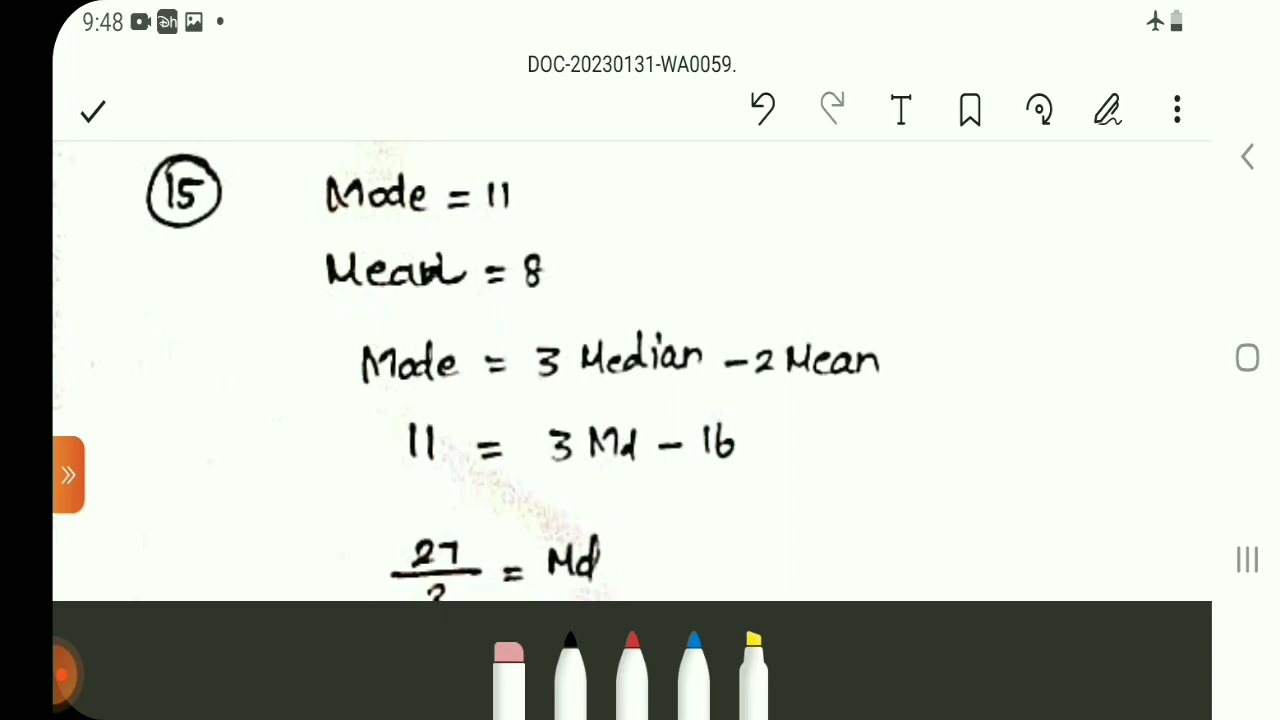 9:48
DOC-20230131-WA0059.
T
15 Mode = 11
Mean = 8
Mode = 3 Median - 2 Mean
11 = 3 Md - 16
27
= Md